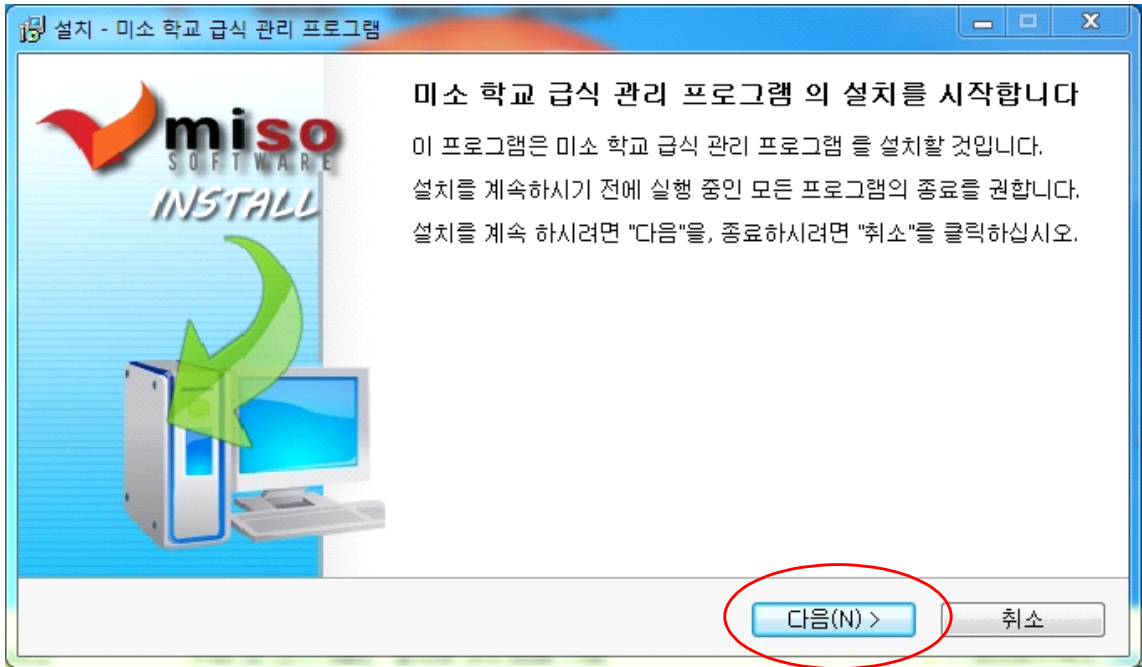 설치 - 미소 학교 급식 관리 프로그램
miso
SOFTWARE
INSTALL
미소 학교 급식 관리 프로그램 의 설치를 시작합니다
이 프로그램은 미소 학교 급식 관리 프로그램 를 설치할 것입니다.
설치를 계속하시기 전에 실행 중인 모든 프로그램의 종료를 권합니다.
설치를 계속 하시려면 "다음"을, 종료하시려면 "취소"를 클릭하십시오.
다음(N) > 취소